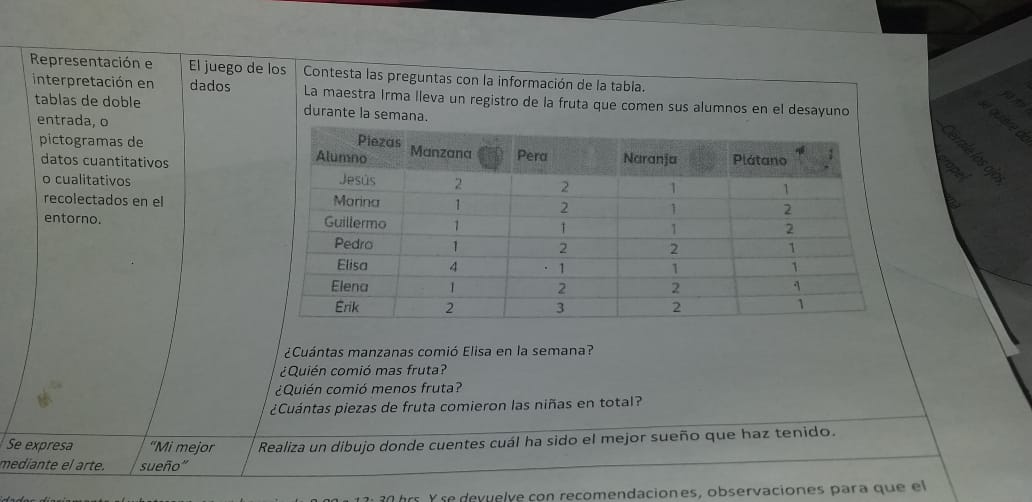 Representación e
interpretación en
tablas de doble
entrada, o
pictogramas de
datos cuantitativos
o cualitativos
recolectados en el
entorno.
El juego de los
dados
Contesta las preguntas con la información de la tabla.
La maestra Irma lleva un registro de la fruta que comen sus alumnos en el desayuno
durante la semana.
Piezas
Alumno Manzana Pera Naranja Plátano
Jesús 2 2 1 1
Marina 1 2 1 2
Guillermo 1 1 1 2
Pedro 1 2 2 1
Elisa 4 1 1 1
Elena 1 2 2 1
Érik 2 3 2 1
¿Cuántas manzanas comió Elisa en la semana?
¿Quién comió mas fruta?
¿Quién comió menos fruta?
¿Cuántas piezas de fruta comieron las niñas en total?
Se expresa
mediante el arte.
"Mi mejor
sueño"
Realiza un dibujo donde cuentes cuál ha sido el mejor sueño que haz tenido.
30 hrs. Y se devuelve con recomendaciones, observaciones para que el